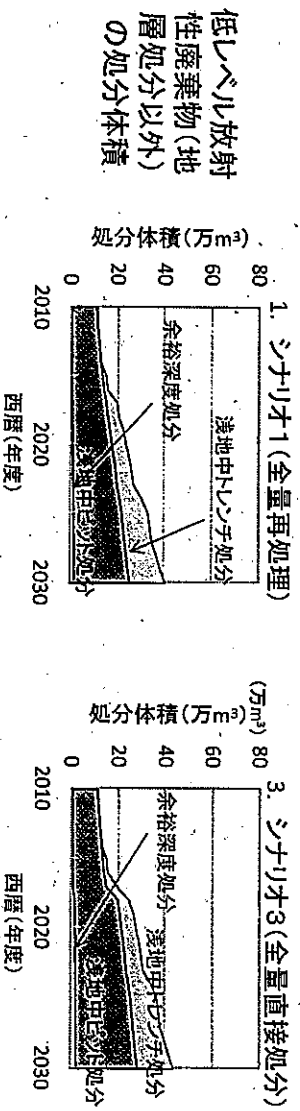 低レベル放射
性廃棄物(地
層処分以外)
の処分体積
1. シナリオ1(全量再処理)
処分体積(万m³)
80
60
40
20
0
浅地中トレンチ処分
余裕深度処分
浅地中ピット処分
2010
2020
2030
西暦(年度)
3. シナリオ3(全量直接処分)
(万m³)
処分体積(万m³)
80
60
40
20
0
浅地中トレンチ処分
余裕深度処分
浅地中ピット処分
2010
2020
2030
西暦(年度)